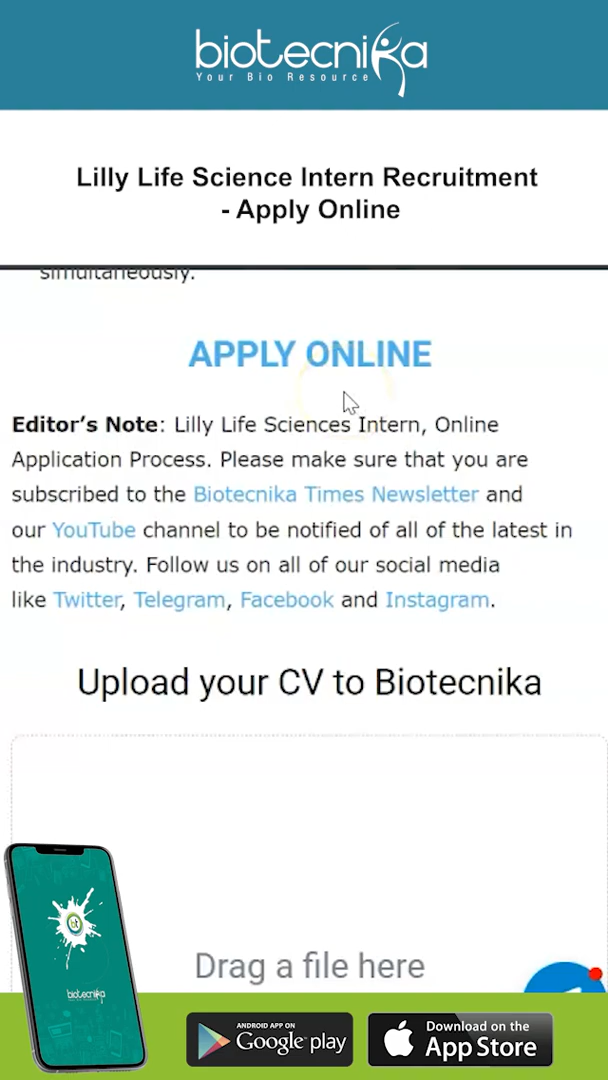 biotecnika
Your Bio Resource
Lilly Life Science Intern Recruitment
- Apply Online
simultaneously.
APPLY ONLINE
Editor's Note: Lilly Life Sciences Intern, Online
Application Process. Please make sure that you are
subscribed to the Biotecnika Times Newsletter and
our YouTube channel to be notified of all of the latest in
the industry. Follow us on all of our social media
like Twitter, Telegram, Facebook and Instagram.
Upload your CV to Biotecnika
Drag a file here
bt
biotecnika
ANDROID APP ON
Google play
Download on the
App Store